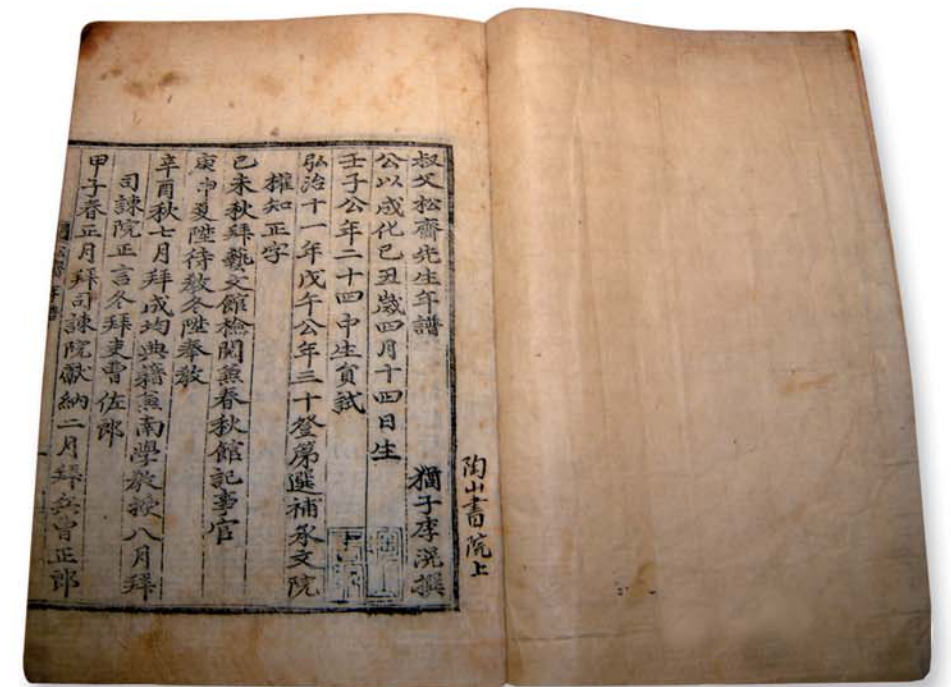 陶山書院上
叔父松齋先生年譜
猶子李滉撰
公以成化己丑歲四月十四日生
壬子公年二十四中生員試
弘治十一年戊午公年三十登第選補承文院
權知正字
己未秋拜藝文館檢閱兼春秋館記事官
庚申夏陞待敎冬陞奉敎
辛酉秋七月拜成均典籍兼南學敎授八月拜
司諫院正言冬拜吏曹佐郎
甲子春正月拜司諫院獻納二月拜兵曹正郎